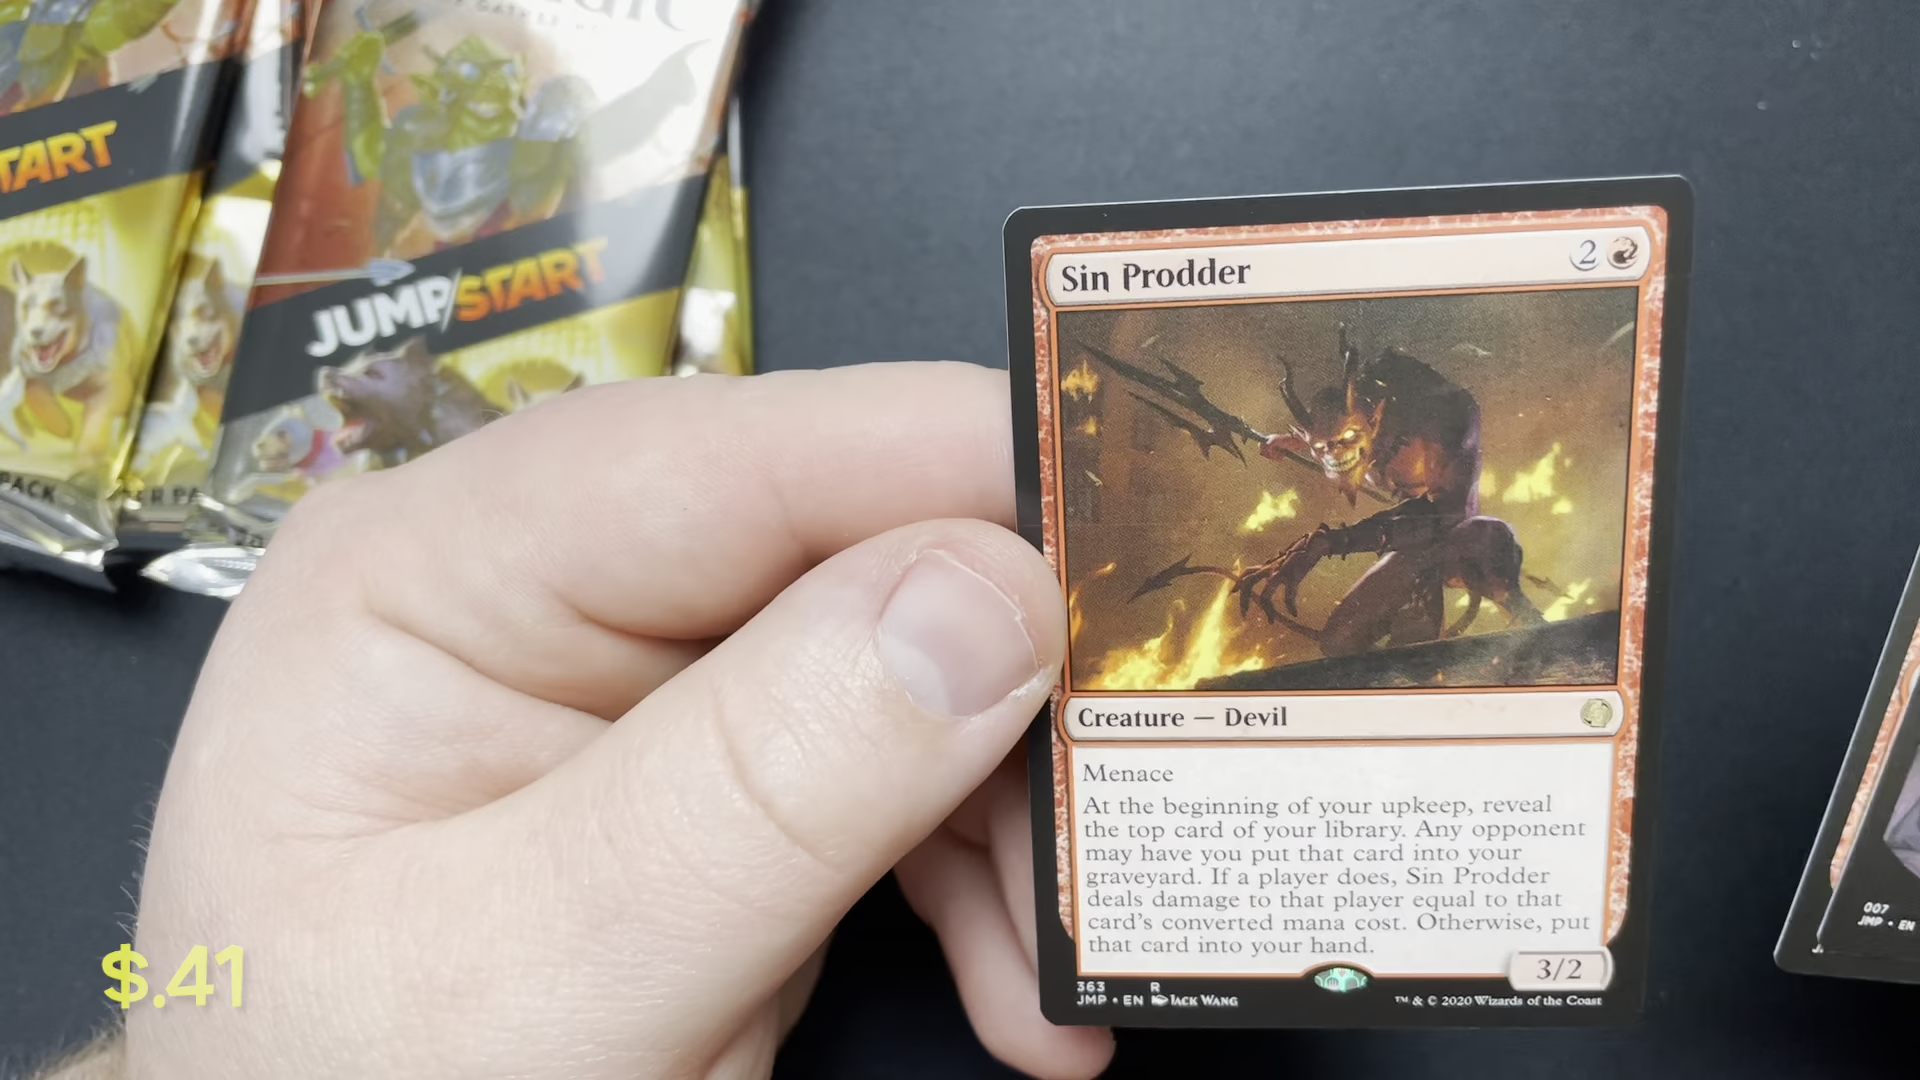 TART
JUMP/START
PACK
Sin Prodder
2
Creature — Devil
Menace
At the beginning of your upkeep, reveal
the top card of your library. Any opponent
may have you put that card into your
graveyard. If a player does, Sin Prodder
deals damage to that player equal to that
card's converted mana cost. Otherwise, put
that card into your hand.
3/2
363 R
JMP • EN Jack Wang
™ & © 2020 Wizards of the Coast
007
JMP • EN
$.41